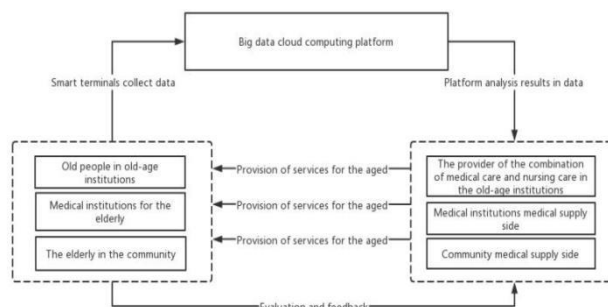 Big data cloud computing platform
Smart terminals collect data
Platform analysis results in data
Old people in old-age
institutions
Medical institutions for the
elderly
The elderly in the community
Provision of services for the aged
Provision of services for the aged
Provision of services for the aged
The provider of the combination
of medical care and nursing care in
the old-age institutions
Medical institutions medical supply
side
Community medical supply side
Evaluation and feedback